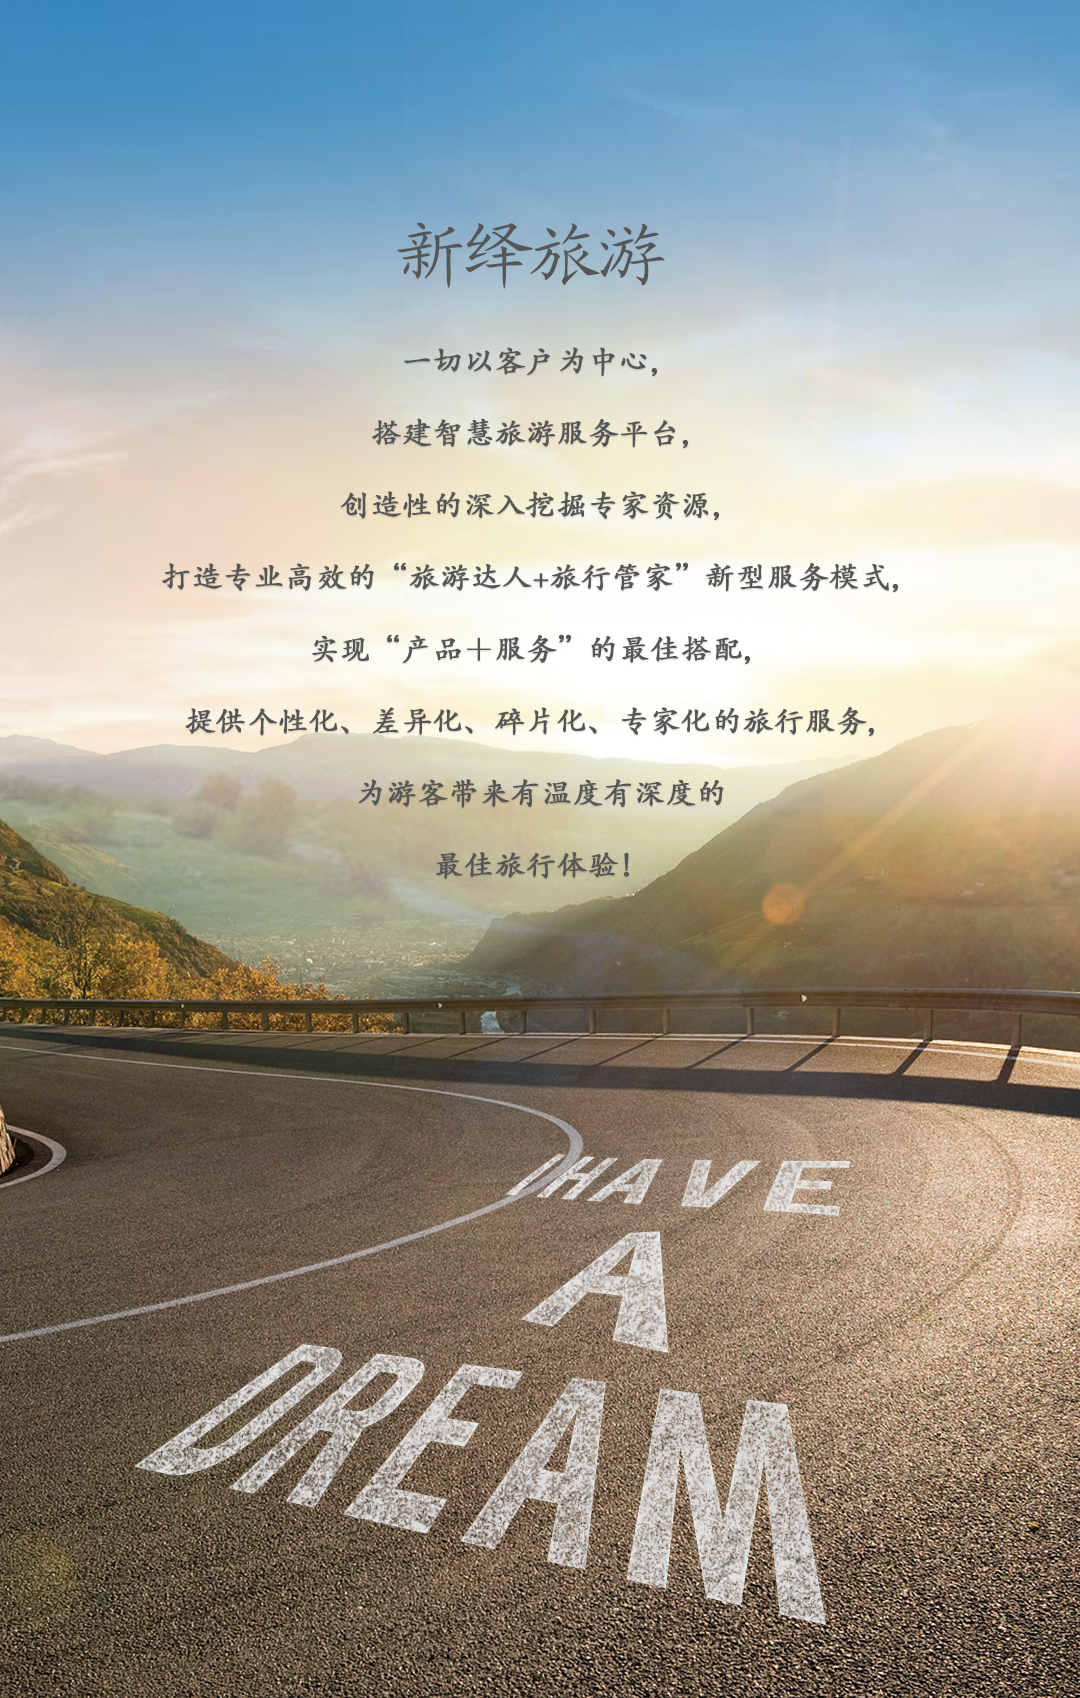 新绎旅游
一切以客户为中心，
搭建智慧旅游服务平台，
创造性的深入挖掘专家资源，
打造专业高效的“旅游达人+旅行管家”新型服务模式，
实现“产品＋服务”的最佳搭配，
提供个性化、差异化、碎片化、专家化的旅行服务，
为游客带来有温度有深度的
最佳旅行体验！
I HAVE
A
DREAM